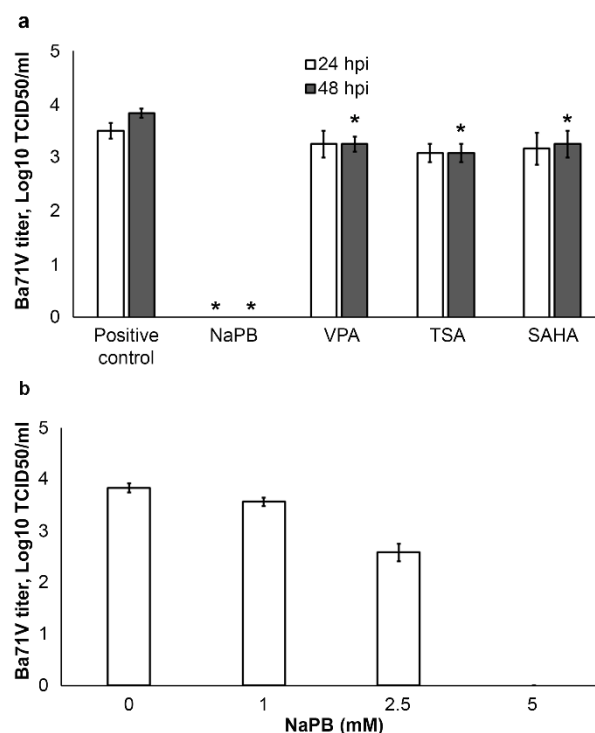 a
Ba71V titer, Log10 TCID50/ml
5
4
3
2
1
0
24 hpi
48 hpi
* * * * *
Positive control
NaPB
VPA
TSA
SAHA
b
Ba71V titer, Log10 TCID50/ml
5
4
3
2
1
0
0 1 2.5 5
NaPB (mM)